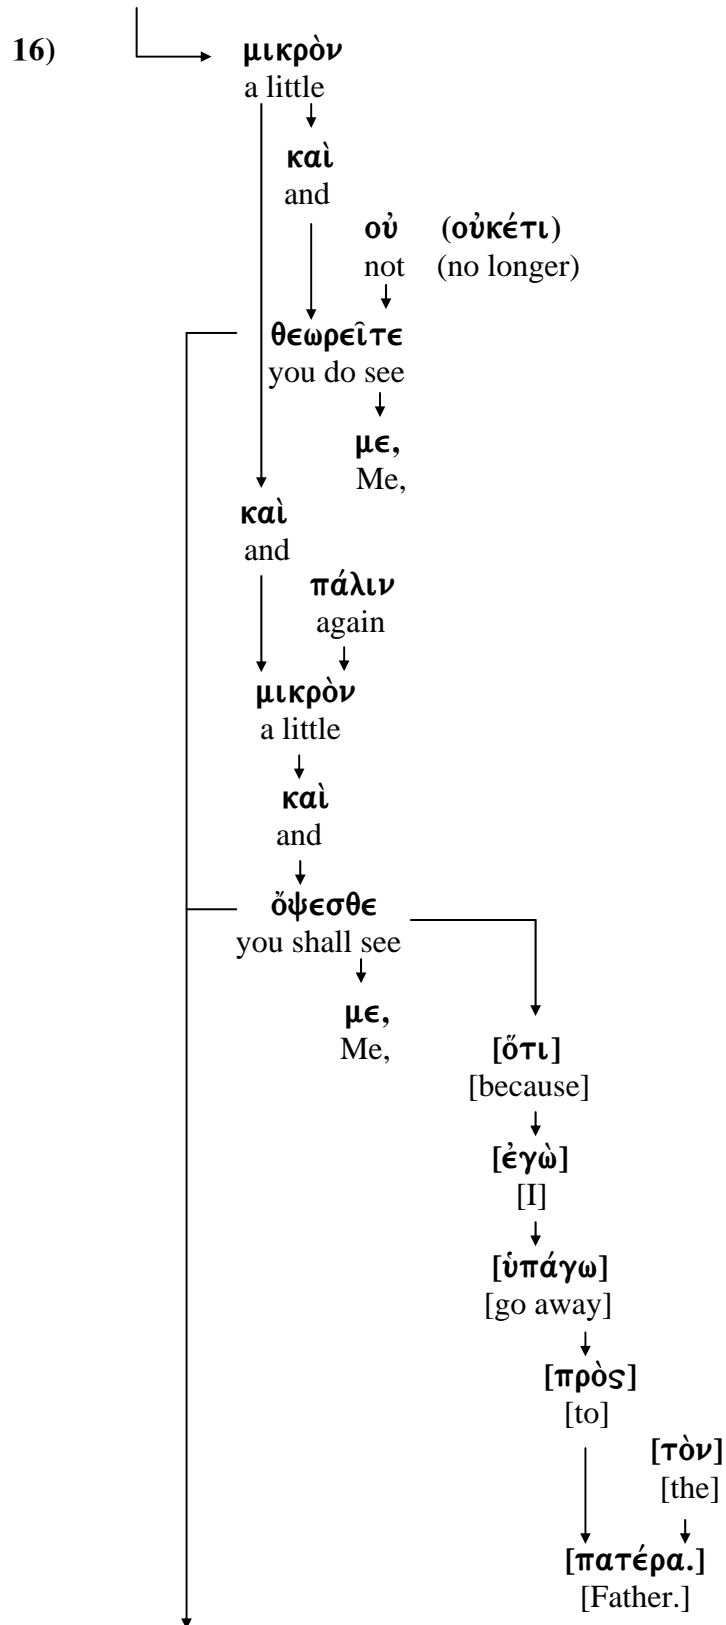 16) μικρὸν
a little
καὶ
and
οὐ (οὐκέτι)
not (no longer)
θεωρεῖτε
you do see
με,
Me,
καὶ
and
πάλιν
again
μικρὸν
a little
καὶ
and
ὄψεσθε
you shall see
με,
Me,
[ὅτι]
[because]
[ἐγὼ]
[I]
[ὑπάγω]
[go away]
[πρὸς]
[to]
[τὸν]
[the]
[πατέρα.]
[Father.]